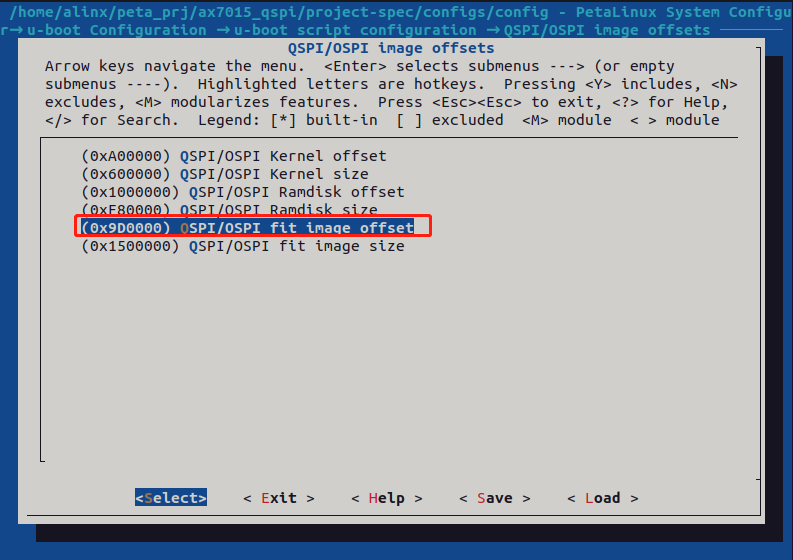 /home/alinx/peta_prj/ax7015_qspi/project-spec/configs/config - PetaLinux System Configu
r→u-boot Configuration →u-boot script configuration →QSPI/OSPI image offsets
QSPI/OSPI image offsets
Arrow keys navigate the menu.  <Enter> selects submenus ---> (or empty
submenus ----).  Highlighted letters are hotkeys.  Pressing <Y> includes, <N>
excludes, <M> modularizes features.  Press <Esc><Esc> to exit, <?> for Help,
</> for Search.  Legend: [*] built-in  [ ] excluded  <M> module  < > module
(0xA00000) QSPI/OSPI Kernel offset
(0x600000) QSPI/OSPI Kernel size
(0x1000000) QSPI/OSPI Ramdisk offset
(0xF80000) QSPI/OSPI Ramdisk size
(0x9D0000) QSPI/OSPI fit image offset
(0x1500000) QSPI/OSPI fit image size
<Select>    < Exit >    < Help >    < Save >    < Load >